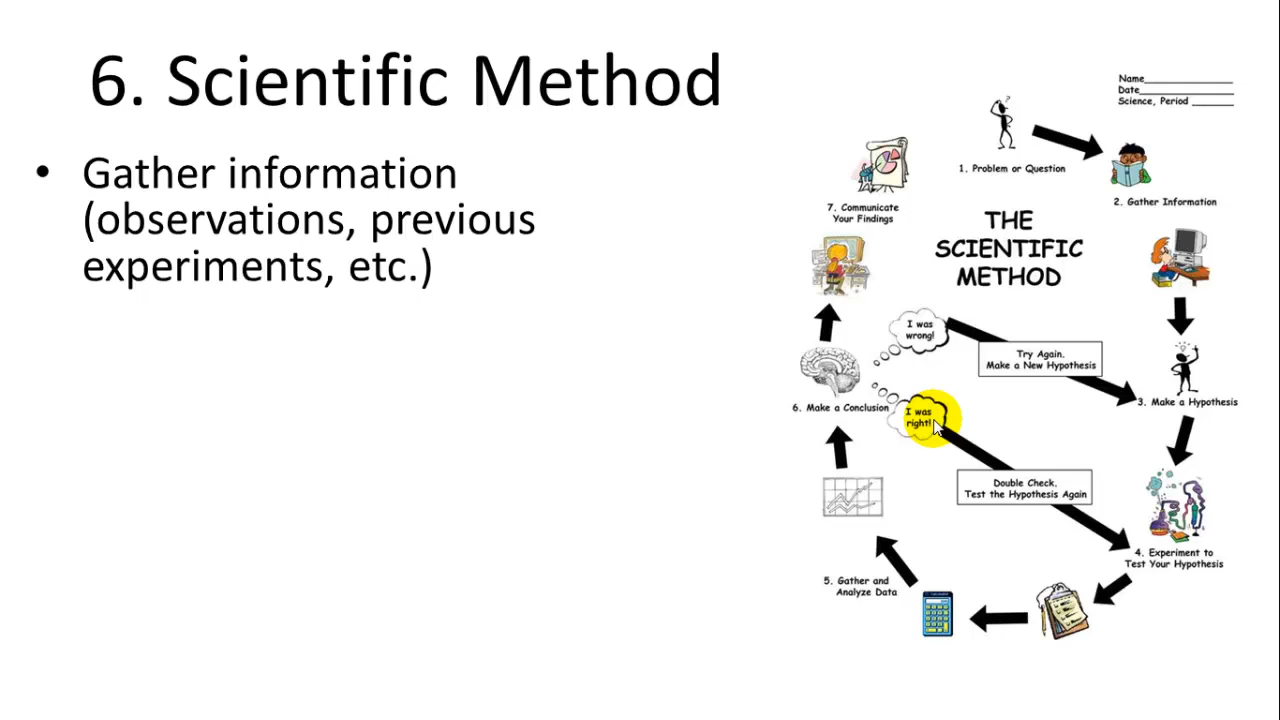 6. Scientific Method
• Gather information
(observations, previous
experiments, etc.)
Name______________
Date_______________
Science, Period ______
1. Problem or Question
2. Gather Information
7. Communicate
Your Findings
THE
SCIENTIFIC
METHOD
I was
wrong!
Try Again.
Make a New Hypothesis
3. Make a Hypothesis
6. Make a Conclusion
I was
right!
Double Check.
Test the Hypothesis Again
4. Experiment to
Test Your Hypothesis
5. Gather and
Analyze Data